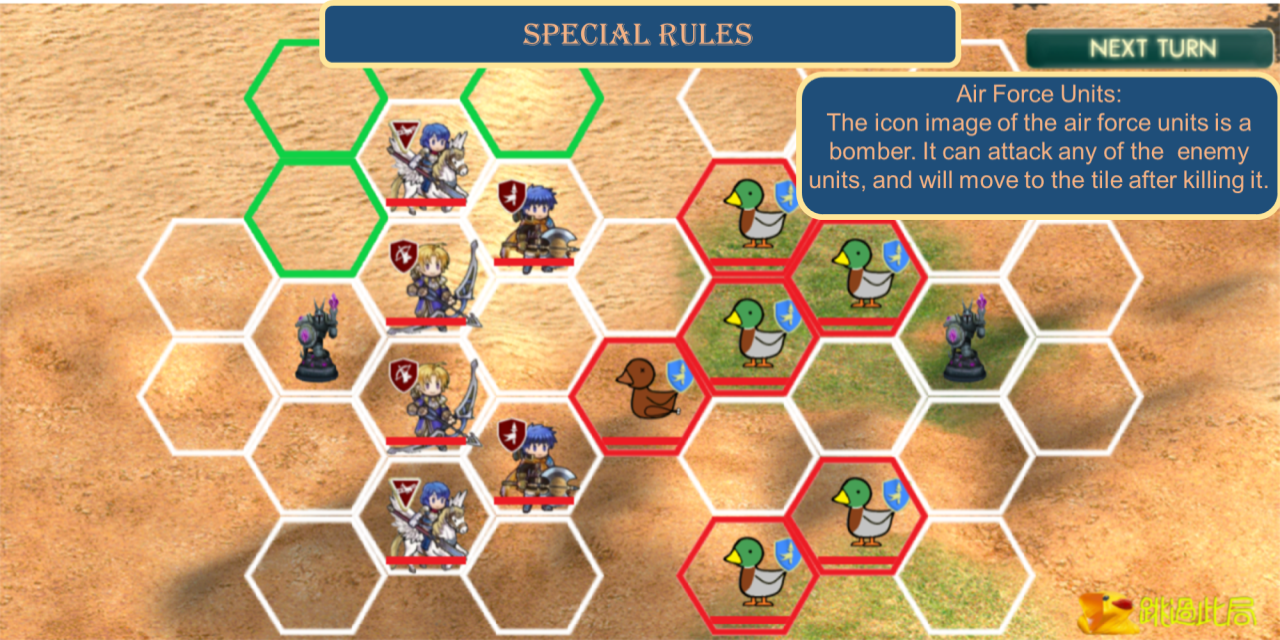 SPECIAL RULES
NEXT TURN
Air Force Units:
The icon image of the air force units is a
bomber. It can attack any of the enemy
units, and will move to the tile after killing it.
跳過此局